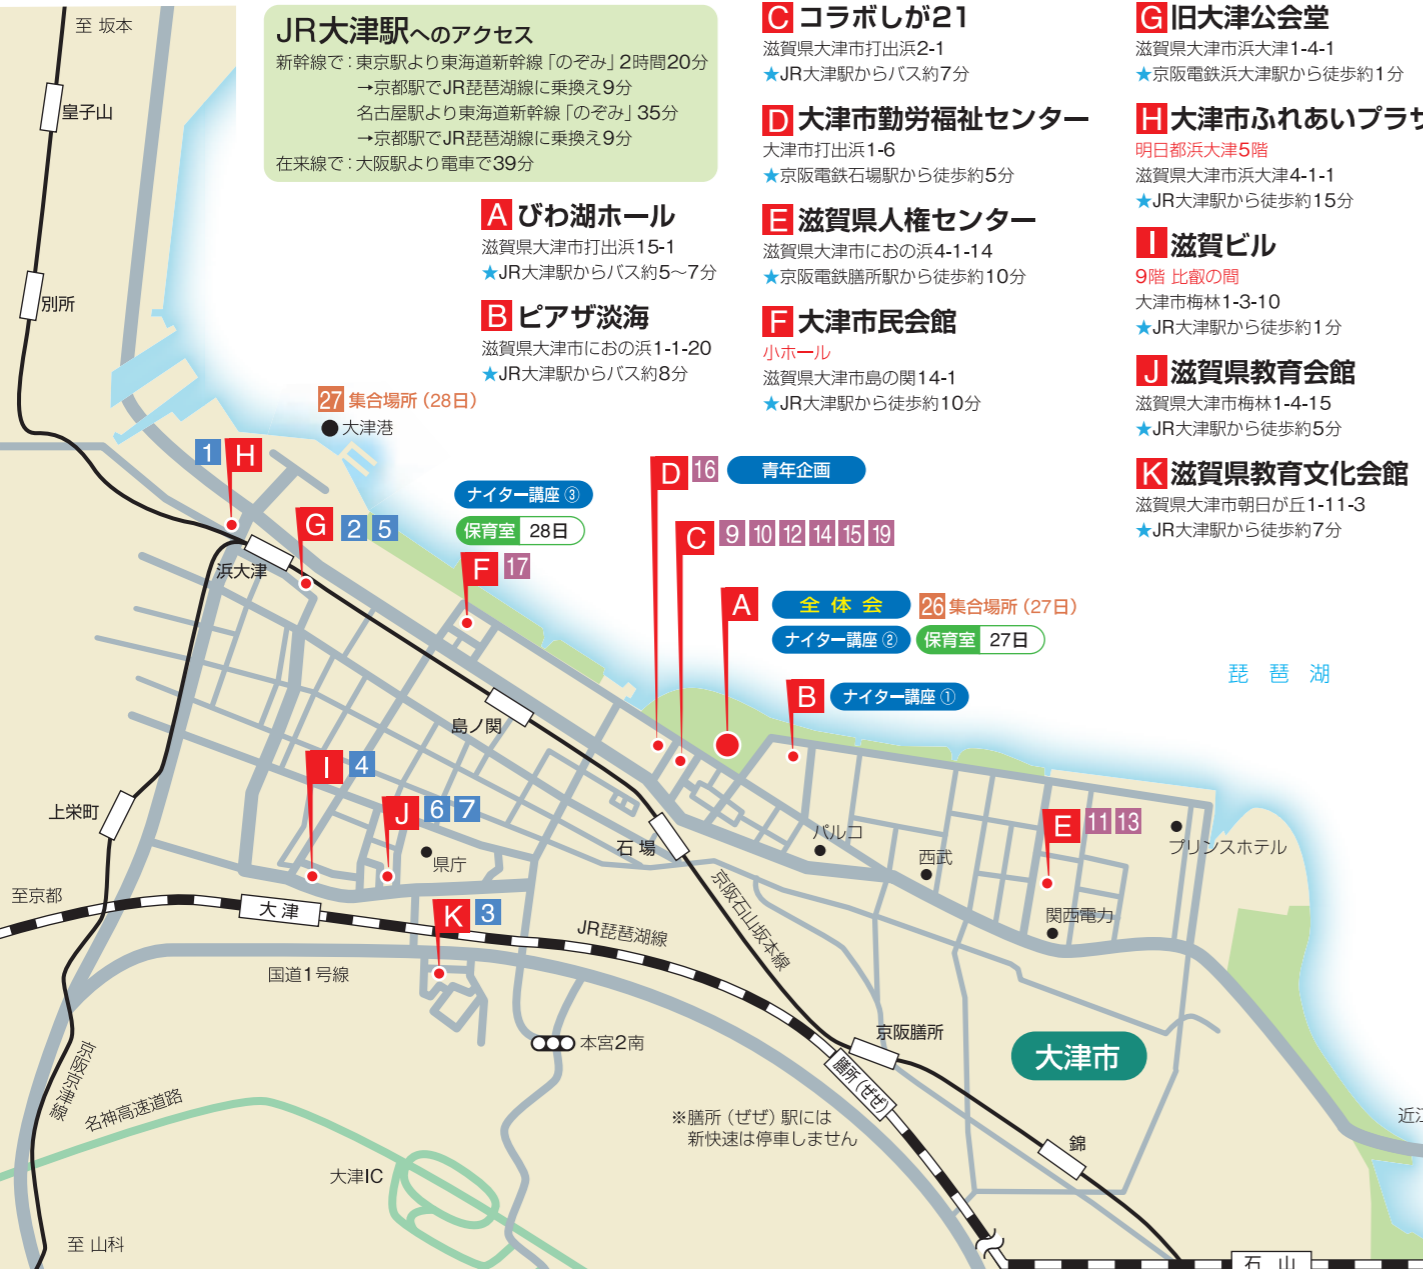 JR大津駅へのアクセス
新幹線で：東京駅より東海道新幹線「のぞみ」2時間20分
→京都駅でJR琵琶湖線に乗換え9分
名古屋駅より東海道新幹線「のぞみ」35分
→京都駅でJR琵琶湖線に乗換え9分
在来線で：大阪駅より電車で39分
A びわ湖ホール
滋賀県大津市打出浜15-1
★JR大津駅からバス約5〜7分
B ピアザ淡海
滋賀県大津市におの浜1-1-20
★JR大津駅からバス約8分
C コラボしが21
滋賀県大津市打出浜2-1
★JR大津駅からバス約7分
D 大津市勤労福祉センター
大津市打出浜1-6
★京阪電鉄石場駅から徒歩約5分
E 滋賀県人権センター
滋賀県大津市におの浜4-1-14
★京阪電鉄膳所駅から徒歩約10分
F 大津市民会館
小ホール
滋賀県大津市島の関14-1
★JR大津駅から徒歩約10分
G 旧大津公会堂
滋賀県大津市浜大津1-4-1
★京阪電鉄浜大津駅から徒歩約1分
H 大津市ふれあいプラザ
明日都浜大津5階
滋賀県大津市浜大津4-1-1
★JR大津駅から徒歩約15分
I 滋賀ビル
9階 比叡の間
大津市梅林1-3-10
★JR大津駅から徒歩約1分
J 滋賀県教育会館
滋賀県大津市梅林1-4-15
★JR大津駅から徒歩約5分
K 滋賀県教育文化会館
滋賀県大津市朝日が丘1-11-3
★JR大津駅から徒歩約7分
至 坂本
皇子山
別所
27 集合場所（28日）
●大津港
1 H
G 2 5
浜大津
ナイター講座 ③
保育室 28日
F 17
D 16 青年企画
C 9 10 12 14 15 19
A 全体会 26 集合場所（27日）
ナイター講座 ② 保育室 27日
B ナイター講座 ①
琵琶湖
島ノ関
I 4
J 6 7
県庁
上栄町
石場
パルコ
西武
E 11 13
プリンスホテル
関西電力
至京都
大津
K 3
JR琵琶湖線
京阪石山坂本線
国道1号線
本宮2南
京阪膳所
膳所（ぜぜ）
大津市
京阪京津線
名神高速道路
※膳所（ぜぜ）駅には
新快速は停車しません
近江
錦
大津IC
至 山科
石山